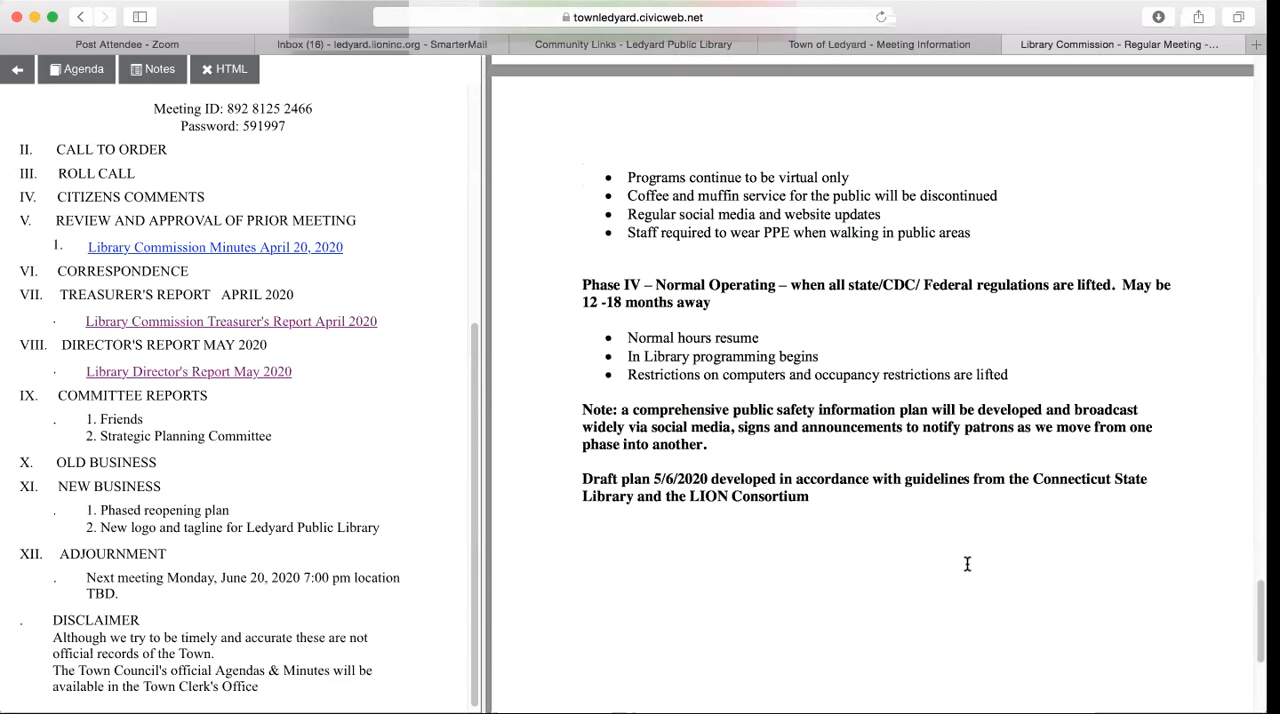 townledyard.civicweb.net
Post Attendee - Zoom
Inbox (16) - ledyard.lioninc.org - SmarterMail
Community Links - Ledyard Public Library
Town of Ledyard - Meeting Information
Library Commission - Regular Meeting -...
Agenda
Notes
HTML
Meeting ID: 892 8125 2466
Password: 591997
II. CALL TO ORDER
III. ROLL CALL
IV. CITIZENS COMMENTS
V. REVIEW AND APPROVAL OF PRIOR MEETING
I. Library Commission Minutes April 20, 2020
VI. CORRESPONDENCE
VII. TREASURER'S REPORT APRIL 2020
· Library Commission Treasurer's Report April 2020
VIII. DIRECTOR'S REPORT MAY 2020
· Library Director's Report May 2020
IX. COMMITTEE REPORTS
. 1. Friends
2. Strategic Planning Committee
X. OLD BUSINESS
XI. NEW BUSINESS
. 1. Phased reopening plan
2. New logo and tagline for Ledyard Public Library
XII. ADJOURNMENT
. Next meeting Monday, June 20, 2020 7:00 pm location
TBD.
. DISCLAIMER
Although we try to be timely and accurate these are not
official records of the Town.
The Town Council's official Agendas & Minutes will be
available in the Town Clerk's Office
• Programs continue to be virtual only
• Coffee and muffin service for the public will be discontinued
• Regular social media and website updates
• Staff required to wear PPE when walking in public areas
Phase IV – Normal Operating – when all state/CDC/ Federal regulations are lifted. May be
12 -18 months away
• Normal hours resume
• In Library programming begins
• Restrictions on computers and occupancy restrictions are lifted
Note: a comprehensive public safety information plan will be developed and broadcast
widely via social media, signs and announcements to notify patrons as we move from one
phase into another.
Draft plan 5/6/2020 developed in accordance with guidelines from the Connecticut State
Library and the LION Consortium